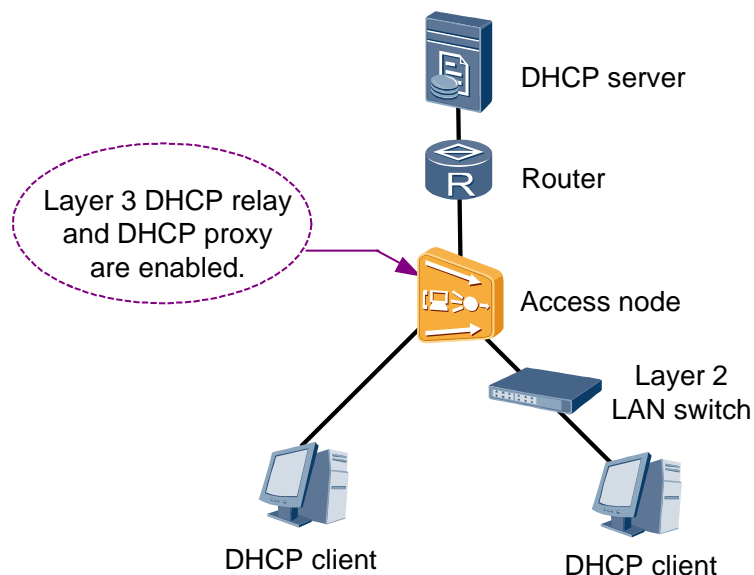 DHCP server
Router
R
Layer 3 DHCP relay
and DHCP proxy
are enabled.
Access node
Layer 2
LAN switch
DHCP client
DHCP client